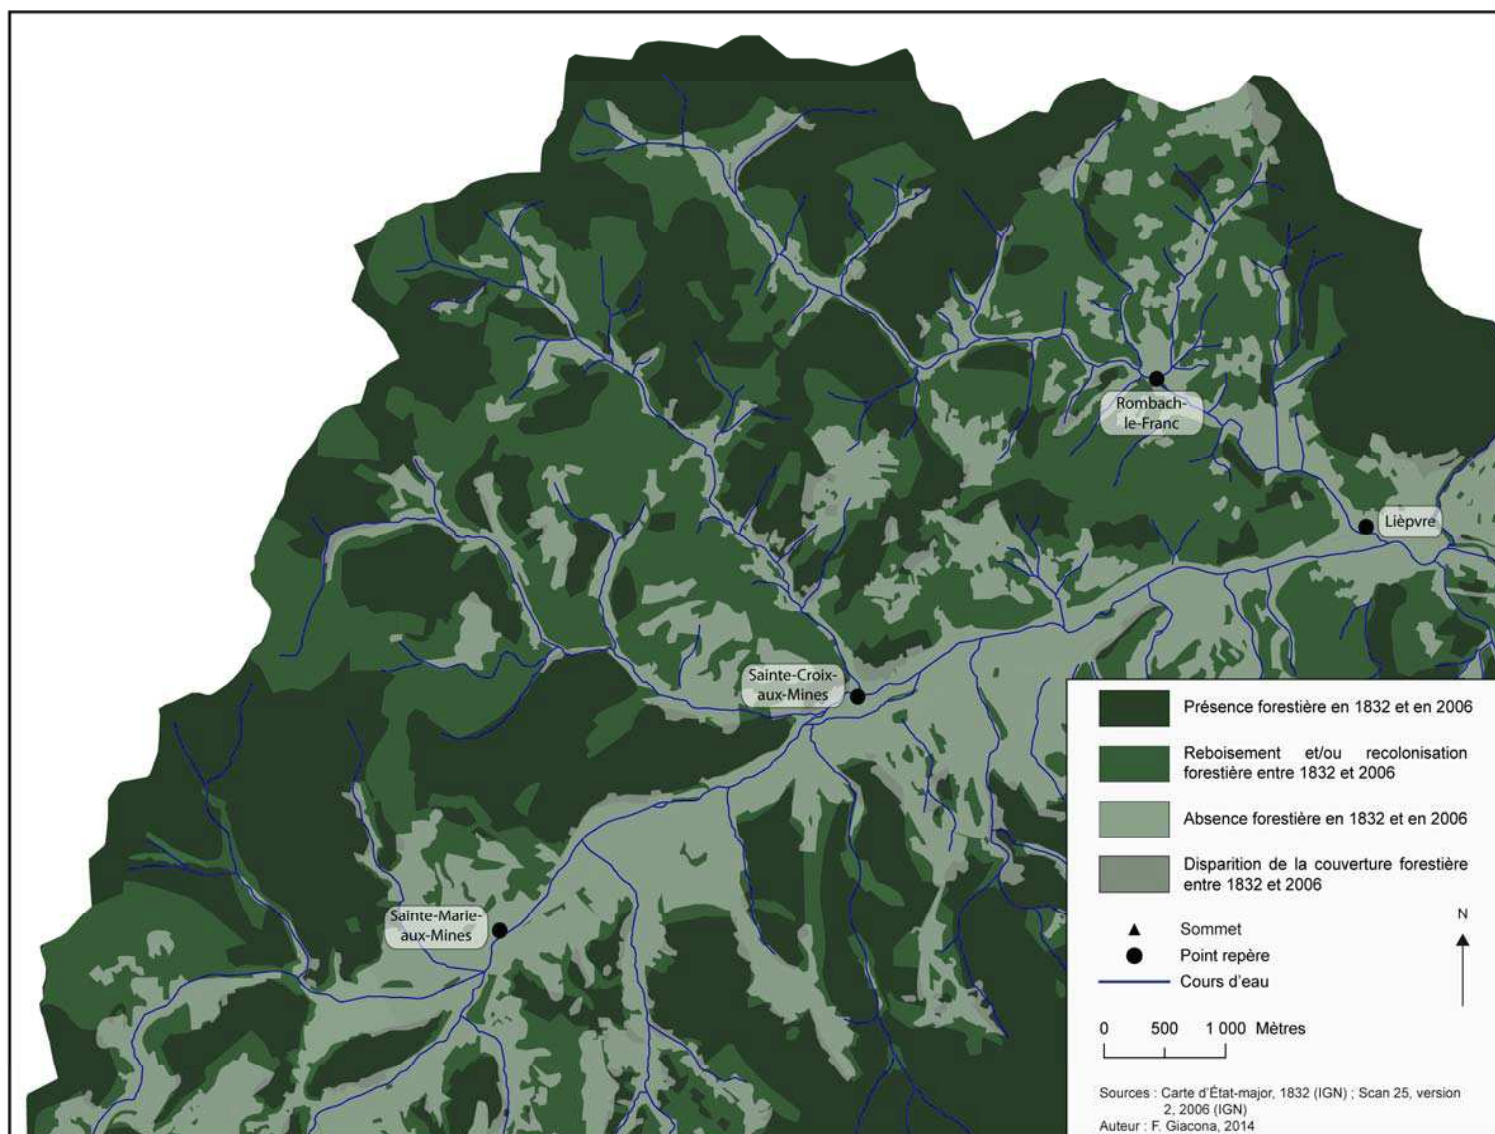 Rombach-
le-Franc
Lièpvre
Sainte-Croix-
aux-Mines
Sainte-Marie-
aux-Mines
Présence forestière en 1832 et en 2006
Reboisement et/ou recolonisation
forestière entre 1832 et 2006
Absence forestière en 1832 et en 2006
Disparition de la couverture forestière
entre 1832 et 2006
Sommet
Point repère
Cours d'eau
N
0 500 1 000 Mètres
Sources : Carte d'État-major, 1832 (IGN) ; Scan 25, version
2, 2006 (IGN)
Auteur : F. Giacona, 2014